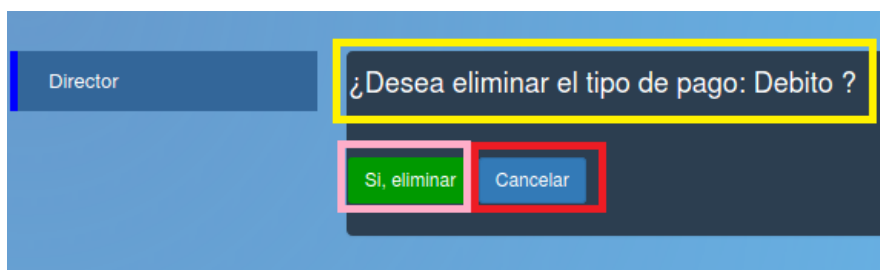 Director
¿Desea eliminar el tipo de pago: Debito ?
Si, eliminar
Cancelar